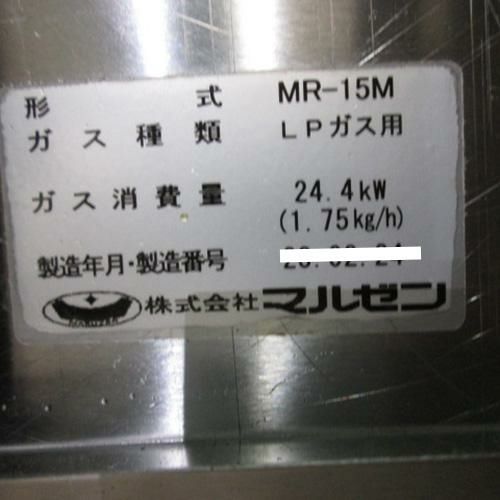 形式 MR-15M
ガス種類 LPガス用
ガス消費量 24.4kW
(1.75kg/h)
製造年月・製造番号
MARUZEN 株式会社マルゼン